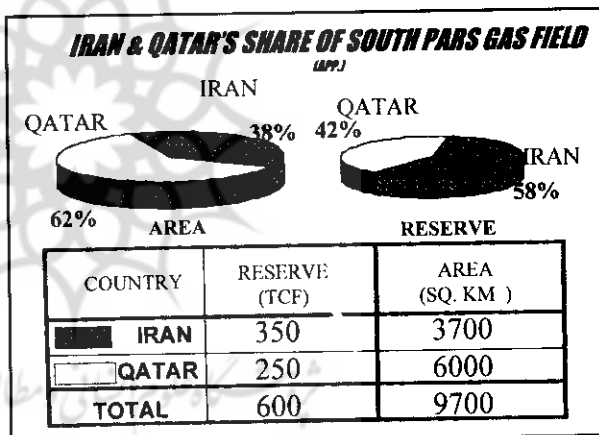 IRAN & QATAR'S SHARE OF SOUTH PARS GAS FIELD
(APP.)
IRAN
QATAR
38%
62%
AREA
QATAR
42%
IRAN
58%
RESERVE
COUNTRY RESERVE (TCF) AREA (SQ. KM )
IRAN 350 3700
QATAR 250 6000
TOTAL 600 9700